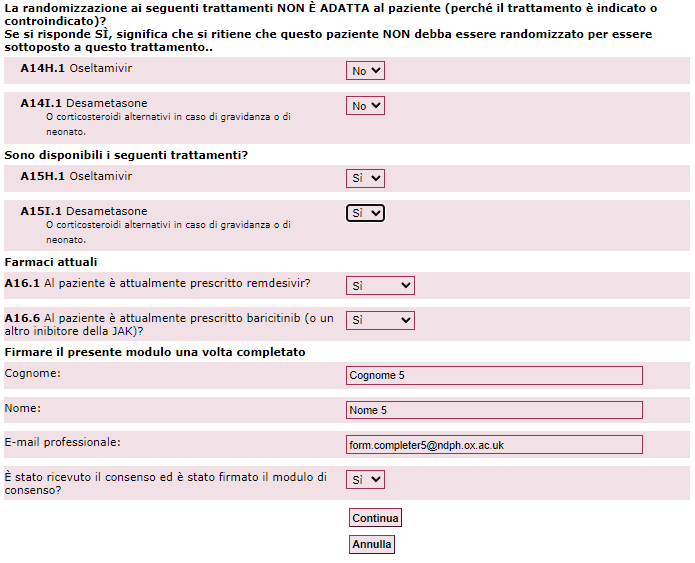 La randomizzazione ai seguenti trattamenti NON È ADATTA al paziente (perché il trattamento è indicato o
controindicato)?
Se si risponde SÌ, significa che si ritiene che questo paziente NON debba essere randomizzato per essere
sottoposto a questo trattamento..
A14H.1 Oseltamivir No
A14I.1 Desametasone No
O corticosteroidi alternativi in caso di gravidanza o di
neonato.
Sono disponibili i seguenti trattamenti?
A15H.1 Oseltamivir Sì
A15I.1 Desametasone Sì
O corticosteroidi alternativi in caso di gravidanza o di
neonato.
Farmaci attuali
A16.1 Al paziente è attualmente prescritto remdesivir? Sì
A16.6 Al paziente è attualmente prescritto baricitinib (o un Sì
altro inibitore della JAK)?
Firmare il presente modulo una volta completato
Cognome: Cognome 5
Nome: Nome 5
E-mail professionale: form.completer5@ndph.ox.ac.uk
È stato ricevuto il consenso ed è stato firmato il modulo di Sì
consenso?
Continua
Annulla